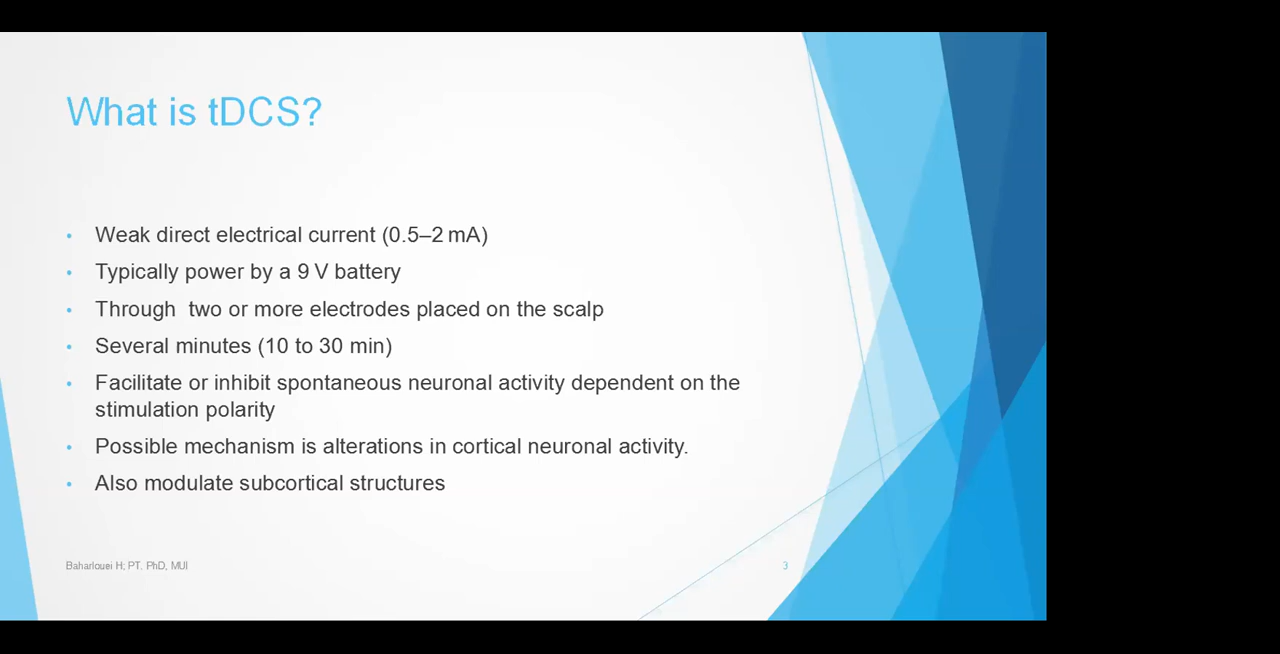 What is tDCS?
• Weak direct electrical current (0.5–2 mA)
• Typically power by a 9 V battery
• Through  two or more electrodes placed on the scalp
• Several minutes (10 to 30 min)
• Facilitate or inhibit spontaneous neuronal activity dependent on the
stimulation polarity
• Possible mechanism is alterations in cortical neuronal activity.
• Also modulate subcortical structures
Baharlouei H; PT. PhD, MUI
3